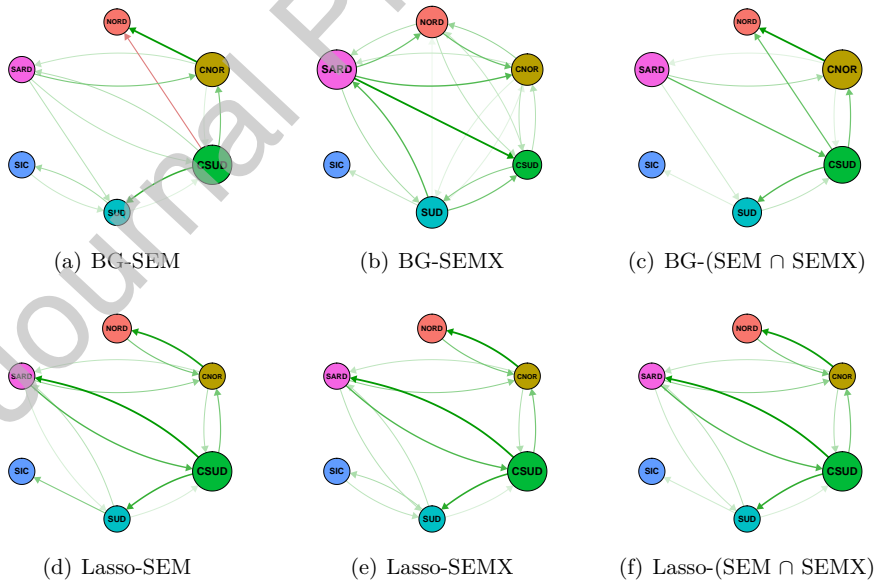 NORD
SARD
CNOR
SIC
CSUD
SUD
(a) BG-SEM
NORD
SARD
CNOR
SIC
CSUD
SUD
(b) BG-SEMX
NORD
SARD
CNOR
SIC
CSUD
SUD
(c) BG-(SEM ∩ SEMX)
NORD
SARD
CNOR
SIC
CSUD
SUD
(d) Lasso-SEM
NORD
SARD
CNOR
SIC
CSUD
SUD
(e) Lasso-SEMX
NORD
SARD
CNOR
SIC
CSUD
SUD
(f) Lasso-(SEM ∩ SEMX)
Journal P